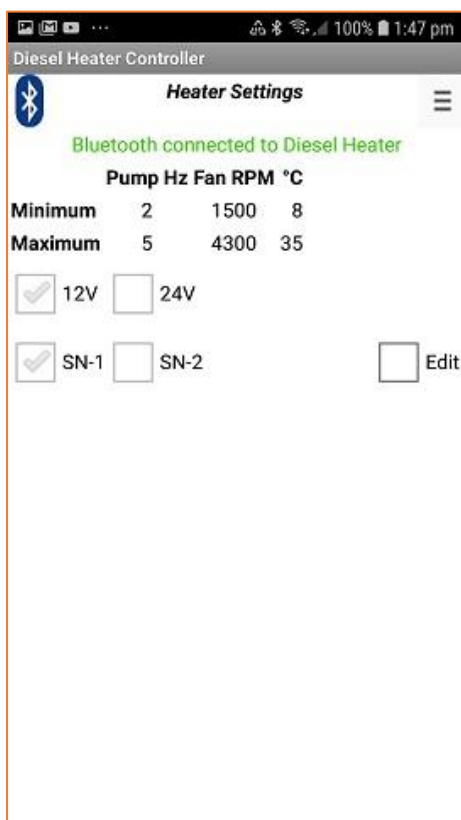 100% 1:47 pm
Diesel Heater Controller
Heater Settings
Bluetooth connected to Diesel Heater
Pump Hz Fan RPM °C
Minimum 2 1500 8
Maximum 5 4300 35
12V 24V
SN-1 SN-2 Edit